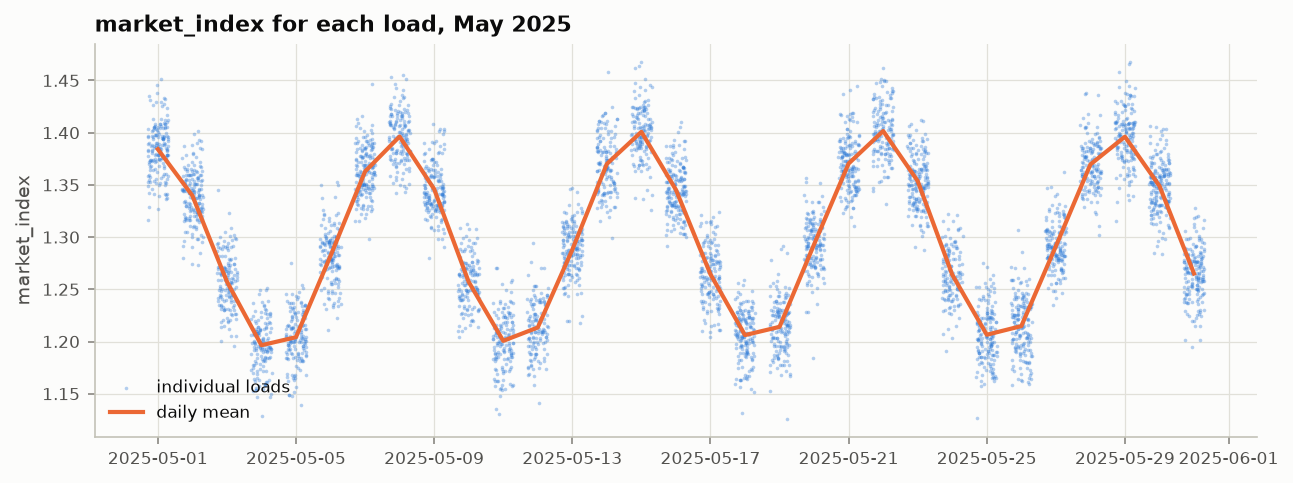 market_index for each load, May 2025
market_index
1.45
1.40
1.35
1.30
1.25
1.20
1.15
individual loads
daily mean
2025-05-01 2025-05-05 2025-05-09 2025-05-13 2025-05-17 2025-05-21 2025-05-25 2025-05-29 2025-06-01